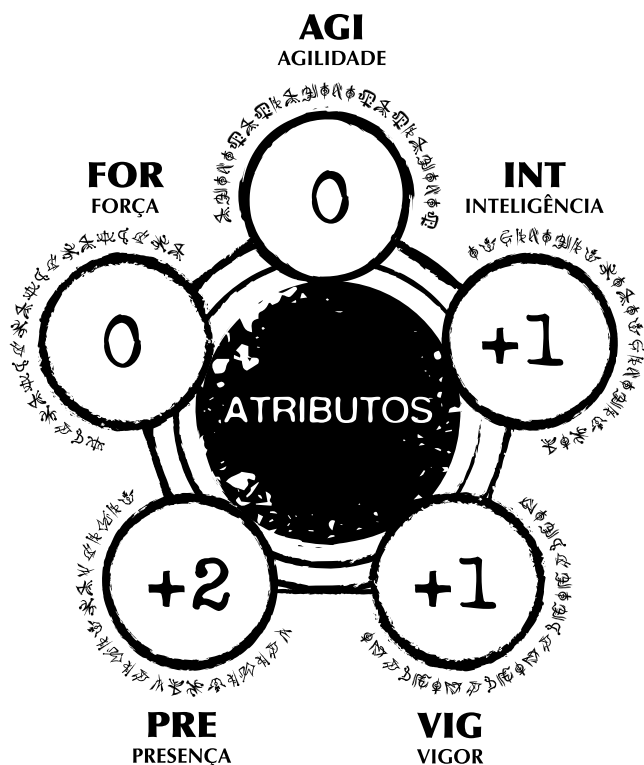 AGI
AGILIDADE
0
FOR
FORÇA
0
INT
INTELIGÊNCIA
+1
ATRIBUTOS
+2
PRE
PRESENÇA
+1
VIG
VIGOR